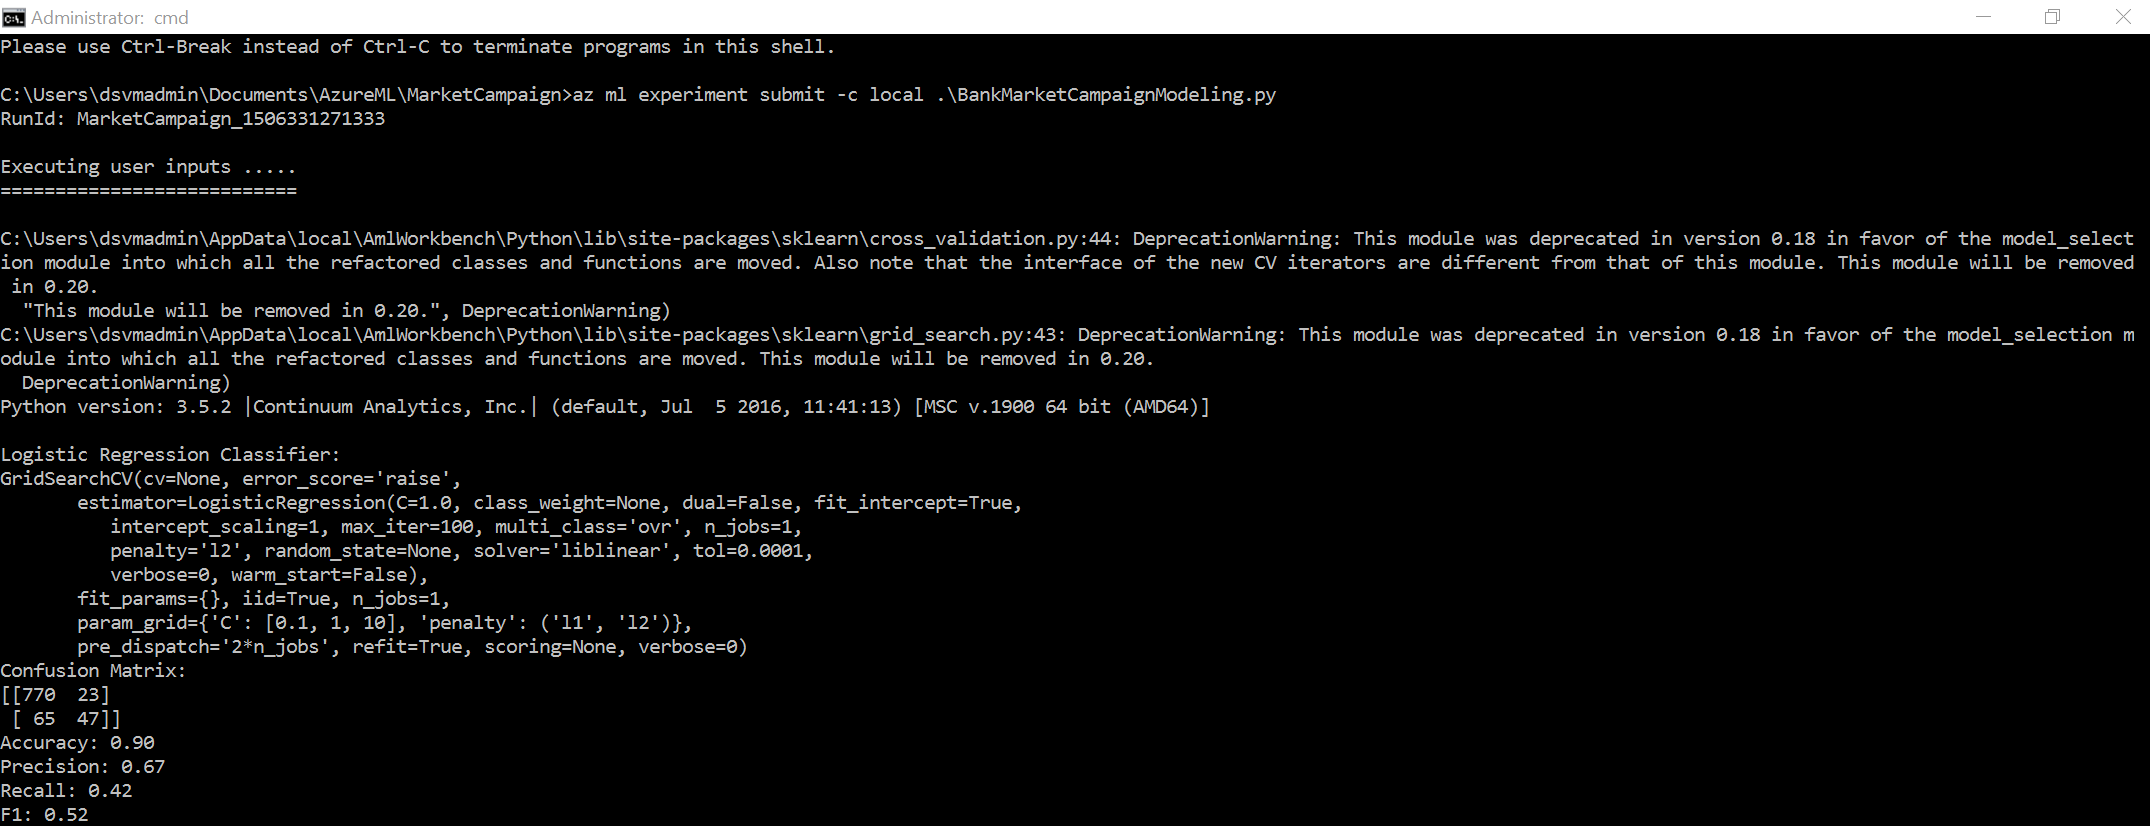 Administrator:  cmd
Please use Ctrl-Break instead of Ctrl-C to terminate programs in this shell.
C:\Users\dsvmadmin\Documents\AzureML\MarketCampaign>az ml experiment submit -c local .\BankMarketCampaignModeling.py
RunId: MarketCampaign_1506331271333
Executing user inputs .....
===========================
C:\Users\dsvmadmin\AppData\local\AmlWorkbench\Python\lib\site-packages\sklearn\cross_validation.py:44: DeprecationWarning: This module was deprecated in version 0.18 in favor of the model_select
ion module into which all the refactored classes and functions are moved. Also note that the interface of the new CV iterators are different from that of this module. This module will be removed
 in 0.20.
  "This module will be removed in 0.20.", DeprecationWarning)
C:\Users\dsvmadmin\AppData\local\AmlWorkbench\Python\lib\site-packages\sklearn\grid_search.py:43: DeprecationWarning: This module was deprecated in version 0.18 in favor of the model_selection m
odule into which all the refactored classes and functions are moved. This module will be removed in 0.20.
  DeprecationWarning)
Python version: 3.5.2 |Continuum Analytics, Inc.| (default, Jul  5 2016, 11:41:13) [MSC v.1900 64 bit (AMD64)]
Logistic Regression Classifier:
GridSearchCV(cv=None, error_score='raise',
       estimator=LogisticRegression(C=1.0, class_weight=None, dual=False, fit_intercept=True,
          intercept_scaling=1, max_iter=100, multi_class='ovr', n_jobs=1,
          penalty='l2', random_state=None, solver='liblinear', tol=0.0001,
          verbose=0, warm_start=False),
       fit_params={}, iid=True, n_jobs=1,
       param_grid={'C': [0.1, 1, 10], 'penalty': ('l1', 'l2')},
       pre_dispatch='2*n_jobs', refit=True, scoring=None, verbose=0)
Confusion Matrix:
[[770  23]
 [ 65  47]]
Accuracy: 0.90
Precision: 0.67
Recall: 0.42
F1: 0.52